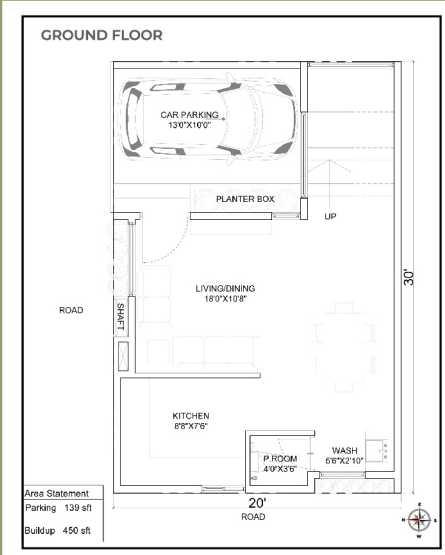 GROUND FLOOR
CAR PARKING
13'0"X16'0"
PLANTER BOX
UP
LIVING/DINING
18'0"X10'8"
30'
ROAD
SHAFT
KITCHEN
8'8"X7'6"
P.ROOM
4'9"X3'6"
WASH
5'6"X2'10"
Area Statement
Parking 139 sft
Buildup 450 sft
20'
ROAD
E
N
S
W